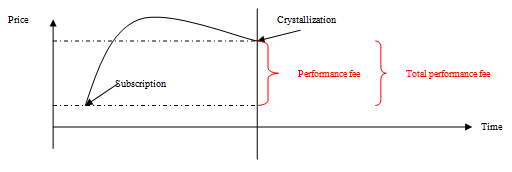 Price
Crystallization
Performance fee
Total performance fee
Subscription
Time